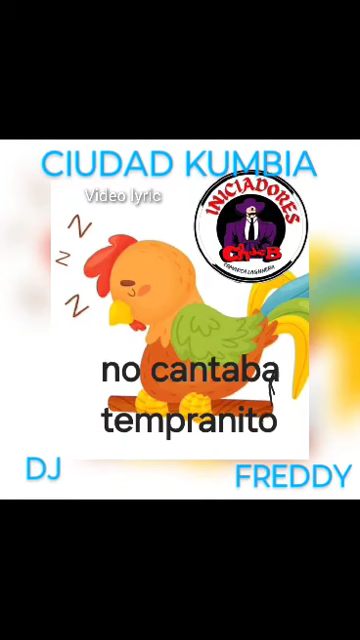 CIUDAD KUMBIA
Video lyric
INICIADORES
no cantaba
tempranito
DJ
FREDDY